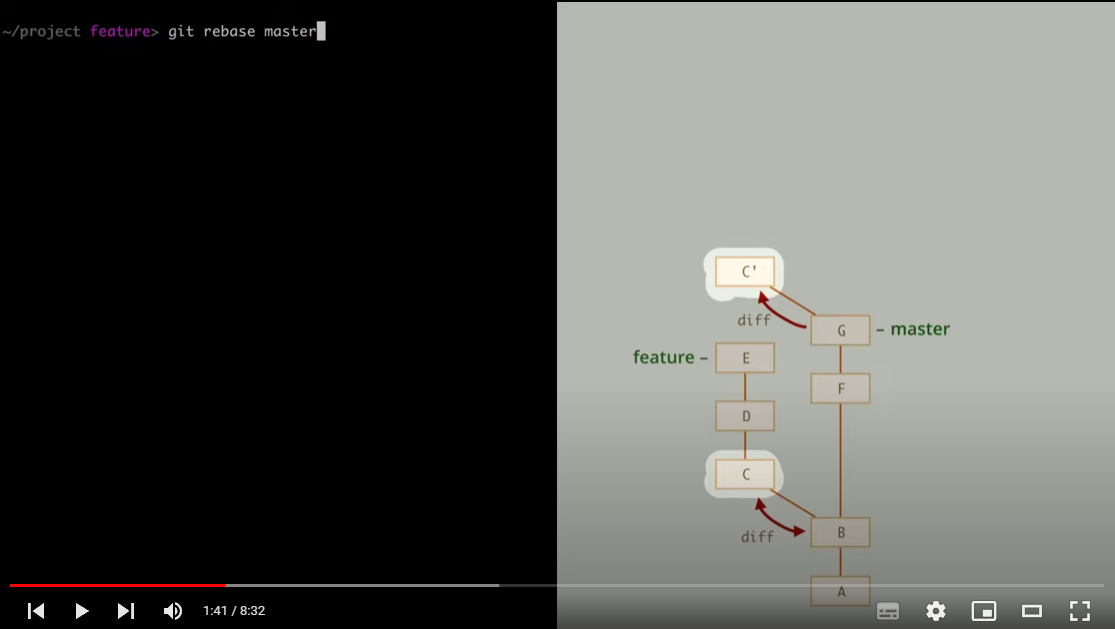 ~/project feature> git rebase master
C'
diff
G – master
feature – E
F
D
C
B
diff
A
1:41 / 8:32